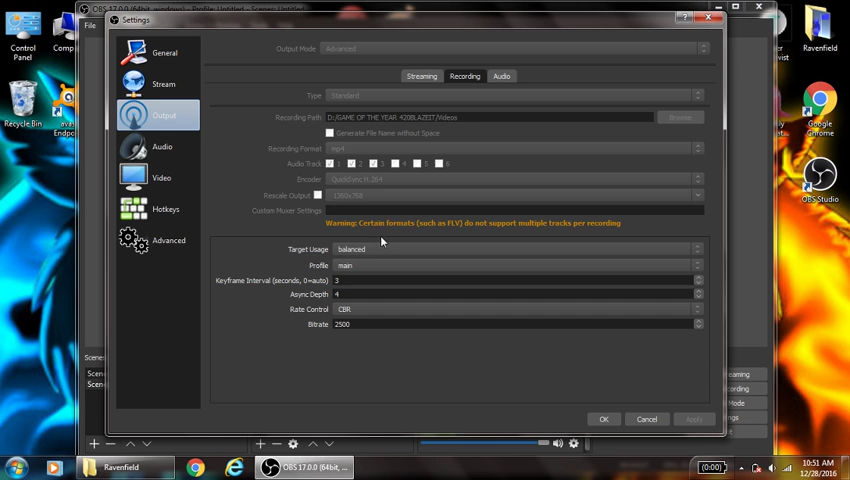 OBS 17.0.0 (64bit, windows) - Profile: Untitled - Scenes: Untitled
Settings
File
Control Panel
Recycle Bin
Ravenfield
Google Chrome
OBS Studio
General
Stream
Output
Audio
Video
Hotkeys
Advanced
Output Mode Advanced
Streaming Recording Audio
Type Standard
Recording Path D:/GAME OF THE YEAR 420BLAZEIT/Videos Browse
Generate File Name without Space
Recording Format mp4
Audio Track 1 2 3 4 5 6
Encoder QuickSync H.264
Rescale Output 1360x768
Custom Muxer Settings
Warning: Certain formats (such as FLV) do not support multiple tracks per recording
Target Usage balanced
Profile main
Keyframe Interval (seconds, 0=auto) 3
Async Depth 4
Rate Control CBR
Bitrate 2500
OK Cancel Apply
Ravenfield
OBS 17.0.0 (64bit, ...
(0:00)
10:51 AM
12/28/2016